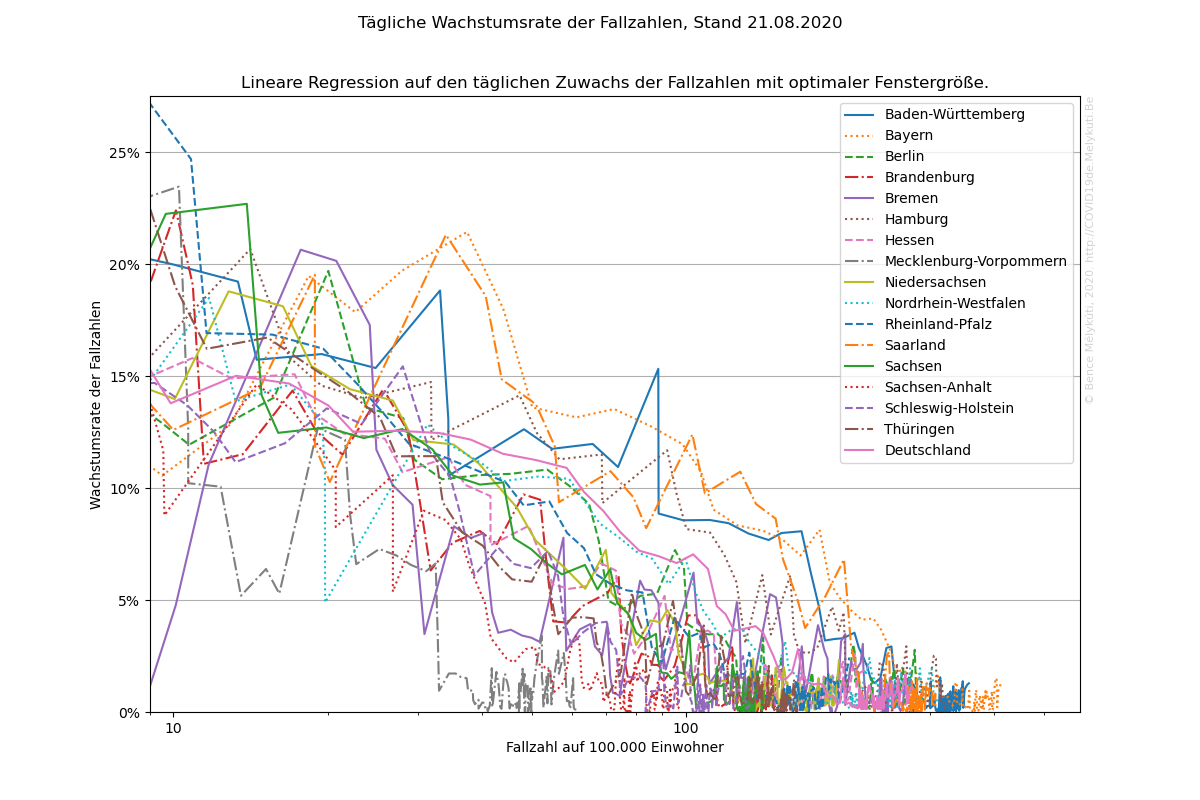 Tägliche Wachstumsrate der Fallzahlen, Stand 21.08.2020
Lineare Regression auf den täglichen Zuwachs der Fallzahlen mit optimaler Fenstergröße.
Wachstumsrate der Fallzahlen
25%
20%
15%
10%
5%
0%
10
100
Fallzahl auf 100.000 Einwohner
Baden-Württemberg
Bayern
Berlin
Brandenburg
Bremen
Hamburg
Hessen
Mecklenburg-Vorpommern
Niedersachsen
Nordrhein-Westfalen
Rheinland-Pfalz
Saarland
Sachsen
Sachsen-Anhalt
Schleswig-Holstein
Thüringen
Deutschland
© Bence Mélykúti, 2020. http://COVID19de.Melykuti.Be